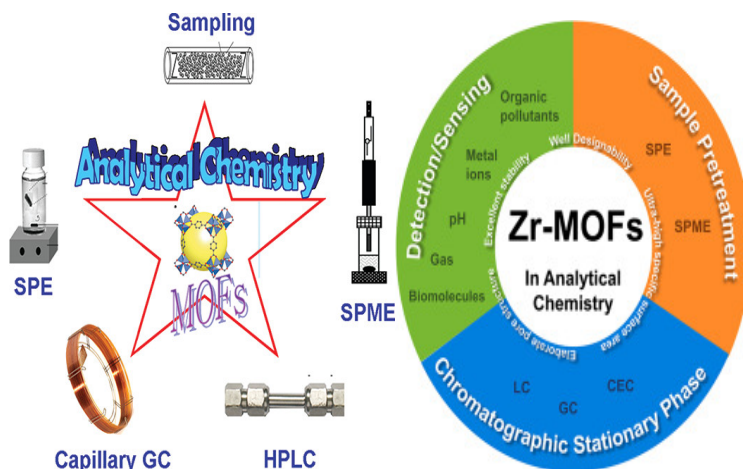 Sampling
Analytical Chemistry
MOFs
SPE
SPME
Capillary GC
HPLC
Detection/Sensing
Organic
pollutants
Metal
ions
pH
Gas
Biomolecules
Sample Pretreatment
SPE
SPME
Chromatographic Stationary Phase
LC
GC
CEC
Well Designability
Ultra-high specific surface area
Elaborate pore structure
Excellent stability
Zr-MOFs
In Analytical
Chemistry